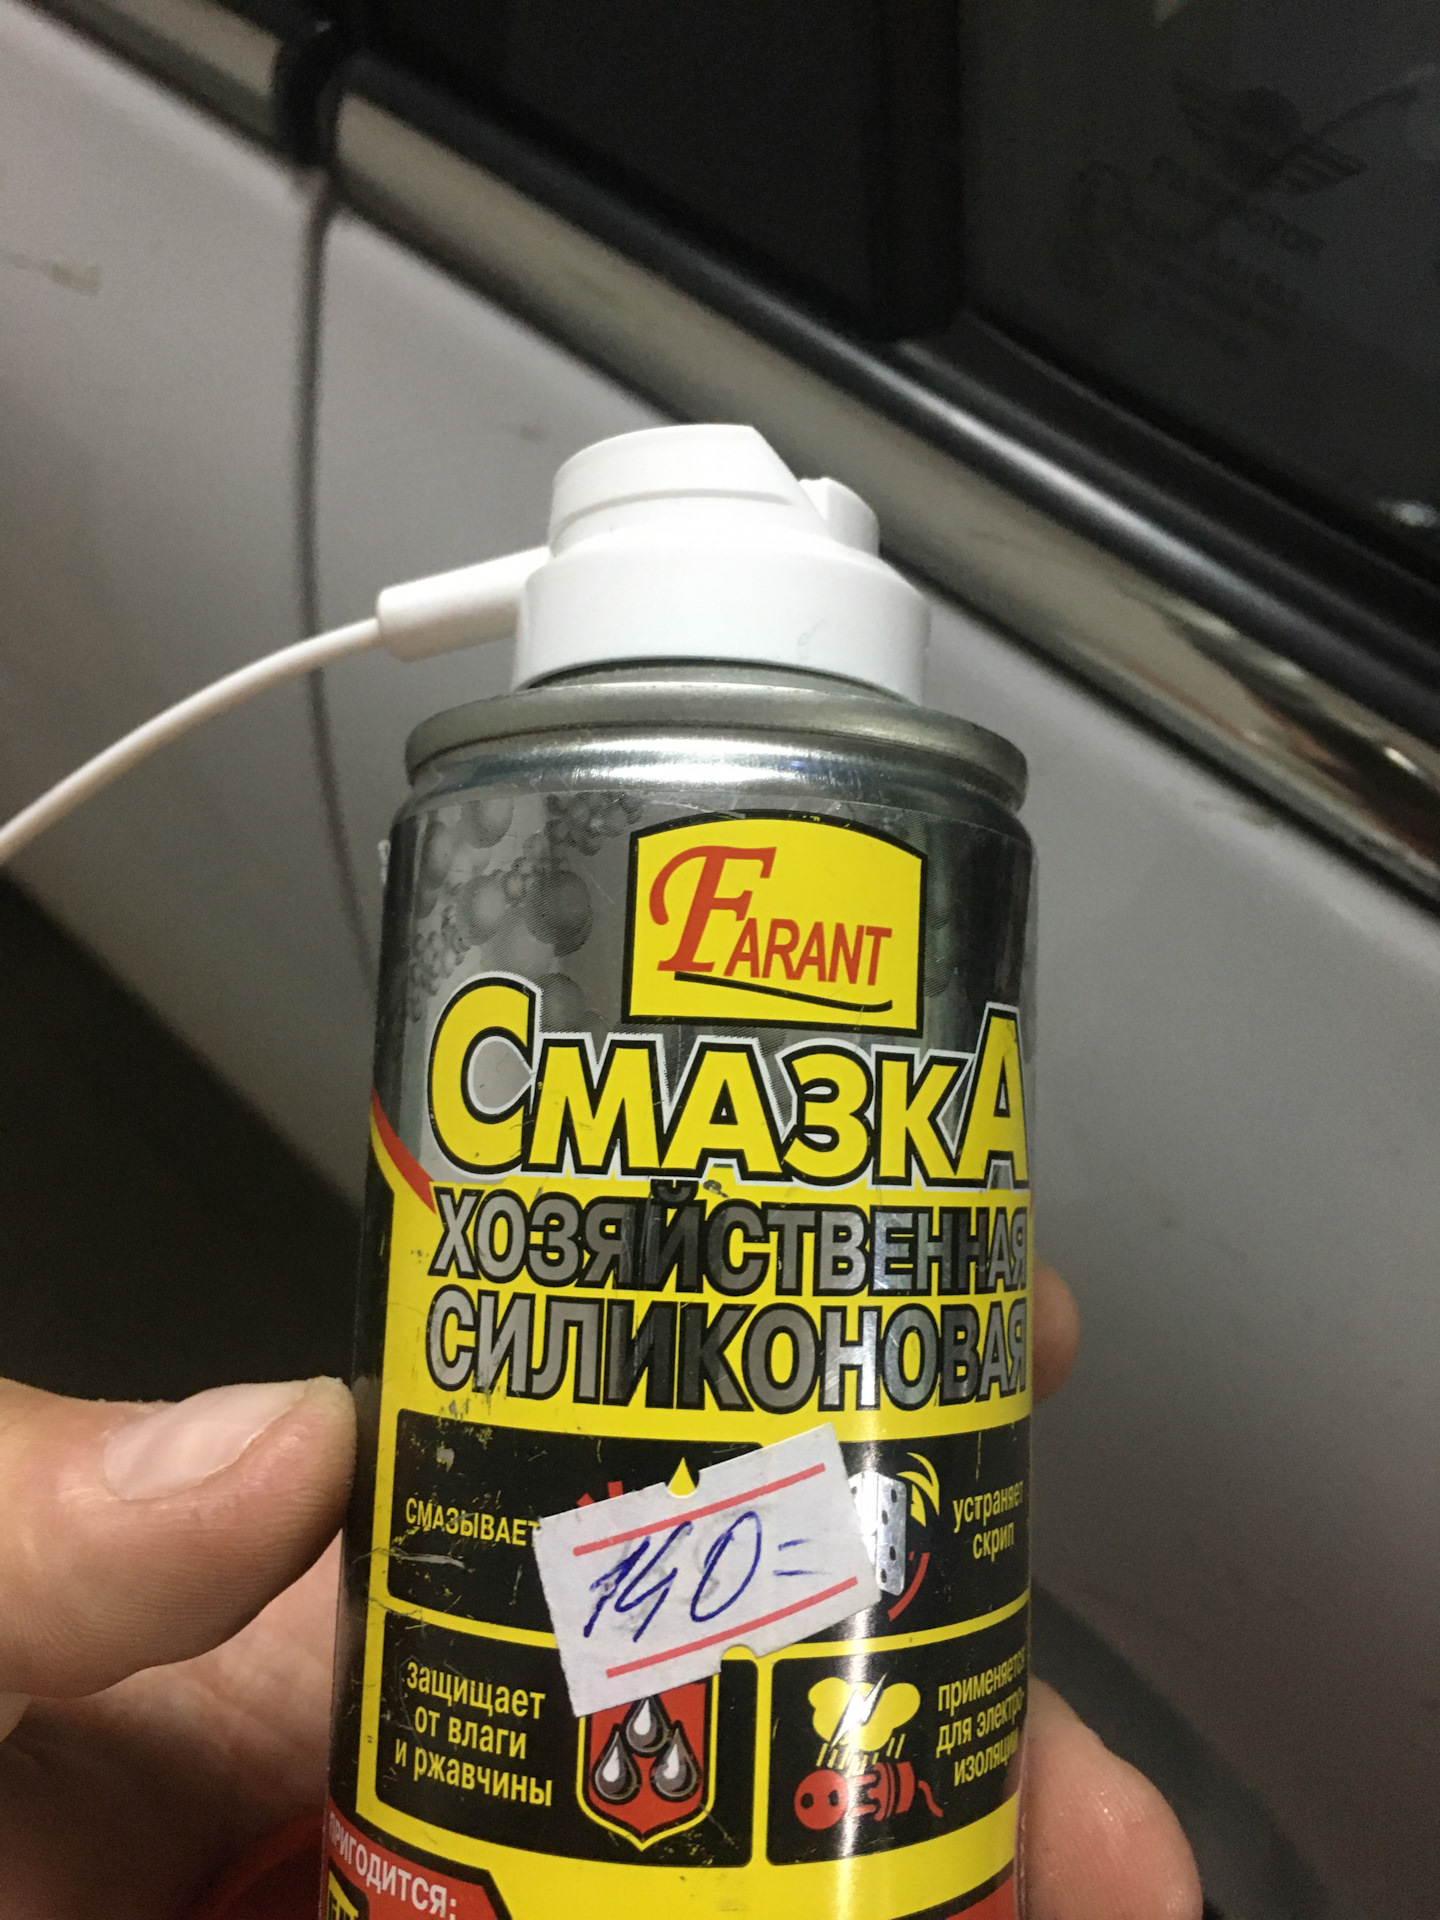 FARANT
СМАЗКА
ХОЗЯЙСТВЕННАЯ
СИЛИКОНОВАЯ
СМАЗЫВАЕТ
140=
устраняет
скрип
защищает
от влаги
и ржавчины
применяется
для электро-
изоляции
ПРИГОДИТСЯ: